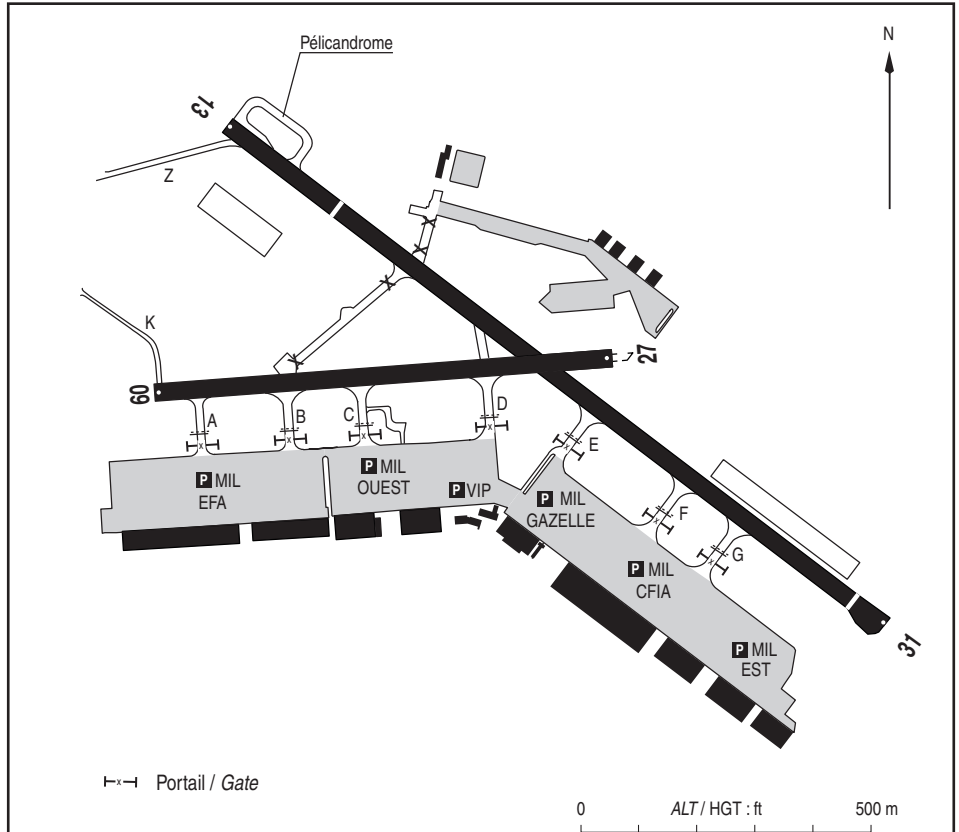 Pélicandrome
N
13
Z
K
27
09
A
B
C
D
E
F
G
P MIL
EFA
P MIL
OUEST
P VIP
P MIL
GAZELLE
P MIL
CFIA
P MIL
EST
31
x Portail / Gate
0 ALT / HGT : ft 500 m